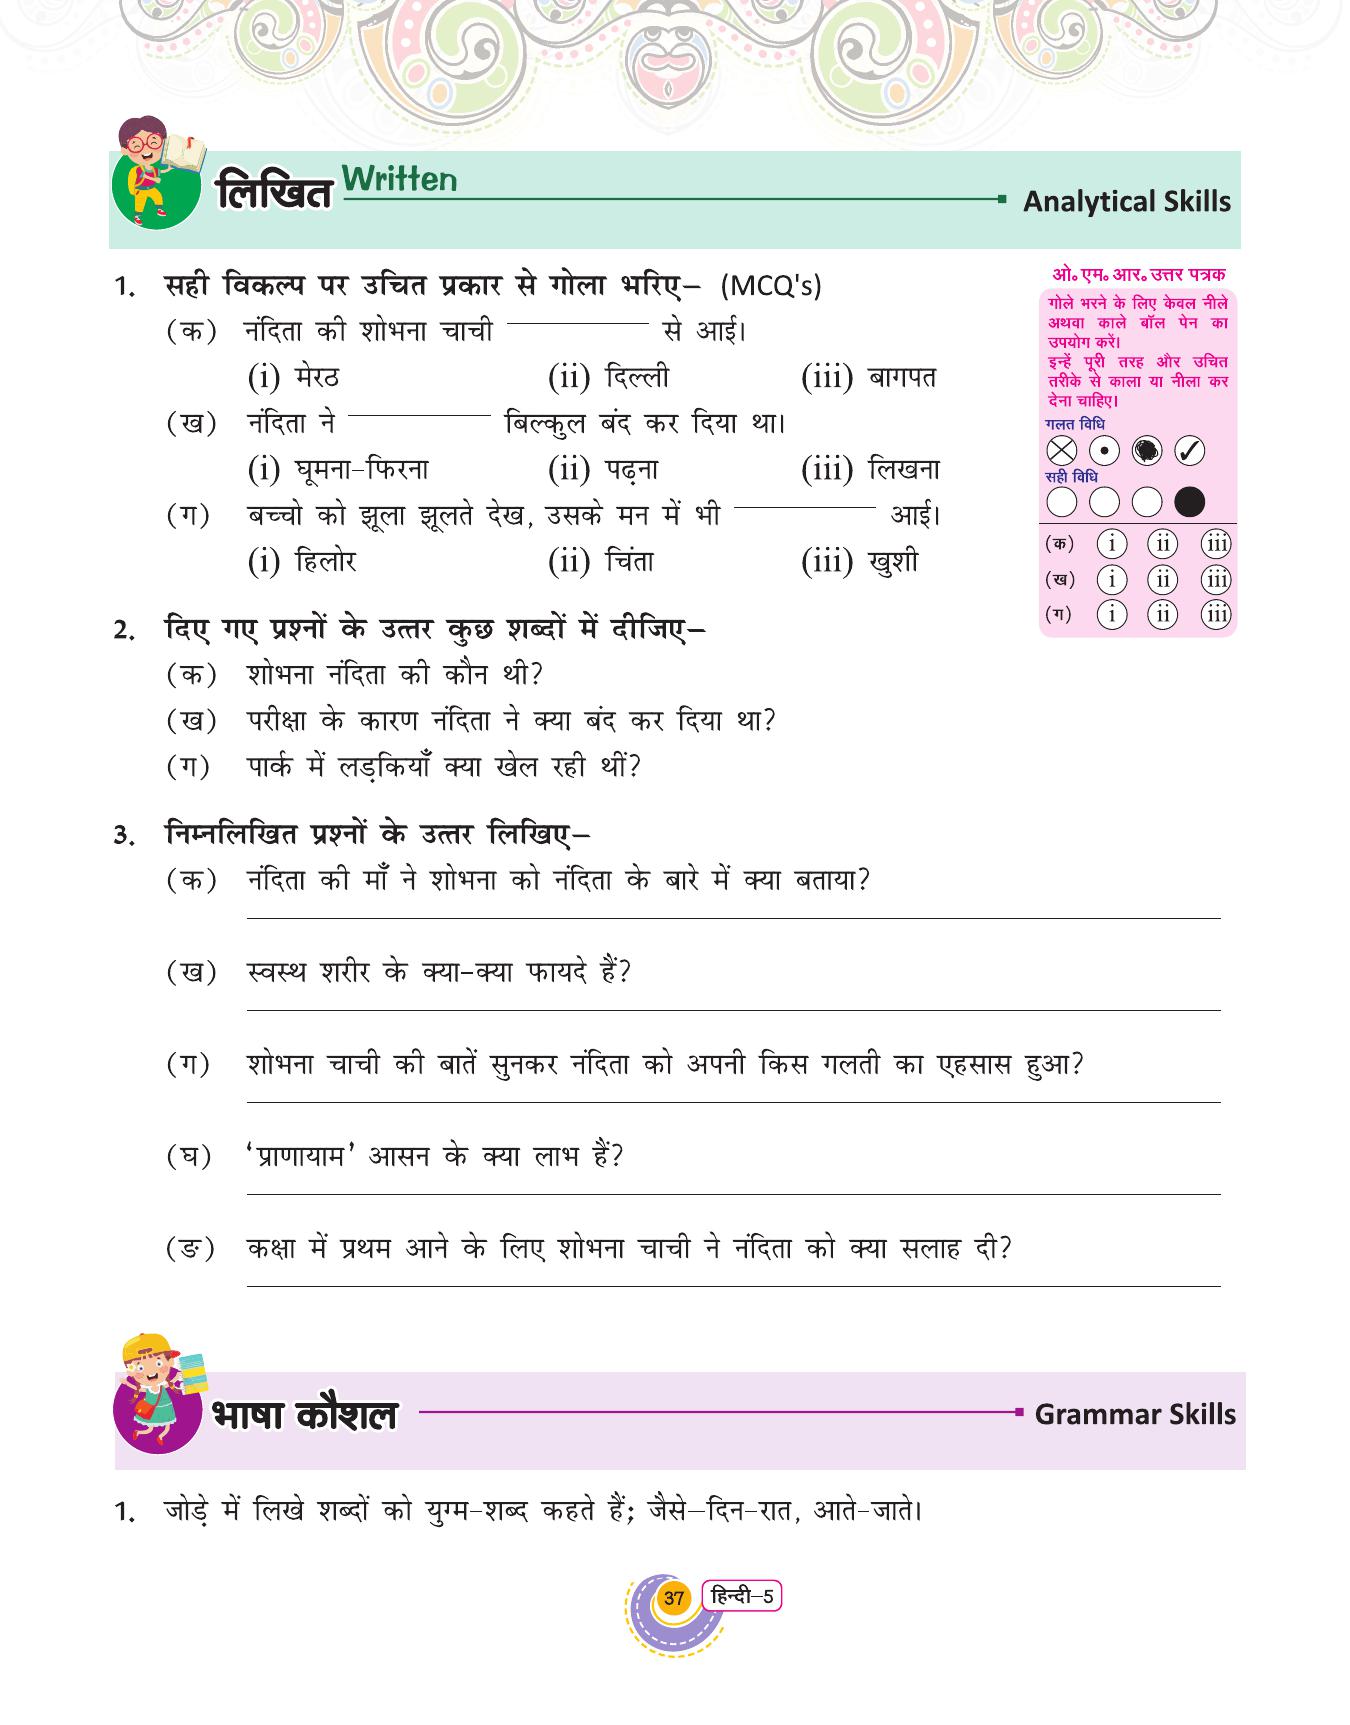 लिखित Written
Analytical Skills
1. सही विकल्प पर उचित प्रकार से गोला भरिए– (MCQ's)
(क) नंदिता की शोभना चाची __________ से आई।
(i) मेरठ (ii) दिल्ली (iii) बागपत
(ख) नंदिता ने __________ बिल्कुल बंद कर दिया था।
(i) घूमना-फिरना (ii) पढ़ना (iii) लिखना
(ग) बच्चो को झूला झूलते देख, उसके मन में भी __________ आई।
(i) हिलोर (ii) चिंता (iii) खुशी
ओ॰ एम॰ आर॰ उत्तर पत्रक
गोले भरने के लिए केवल नीले
अथवा काले बॉल पेन का
उपयोग करें।
इन्हें पूरी तरह और उचित
तरीके से काला या नीला कर
देना चाहिए।
गलत विधि
सही विधि
(क) i ii iii
(ख) i ii iii
(ग) i ii iii
2. दिए गए प्रश्नों के उत्तर कुछ शब्दों में दीजिए–
(क) शोभना नंदिता की कौन थी?
(ख) परीक्षा के कारण नंदिता ने क्या बंद कर दिया था?
(ग) पार्क में लड़कियाँ क्या खेल रही थीं?
3. निम्नलिखित प्रश्नों के उत्तर लिखिए–
(क) नंदिता की माँ ने शोभना को नंदिता के बारे में क्या बताया?
(ख) स्वस्थ शरीर के क्या-क्या फायदे हैं?
(ग) शोभना चाची की बातें सुनकर नंदिता को अपनी किस गलती का एहसास हुआ?
(घ) ‘प्राणायाम’ आसन के क्या लाभ हैं?
(ङ) कक्षा में प्रथम आने के लिए शोभना चाची ने नंदिता को क्या सलाह दी?
भाषा कौशल
Grammar Skills
1. जोड़े में लिखे शब्दों को युग्म-शब्द कहते हैं; जैसे—दिन-रात, आते-जाते।
37
हिन्दी–5